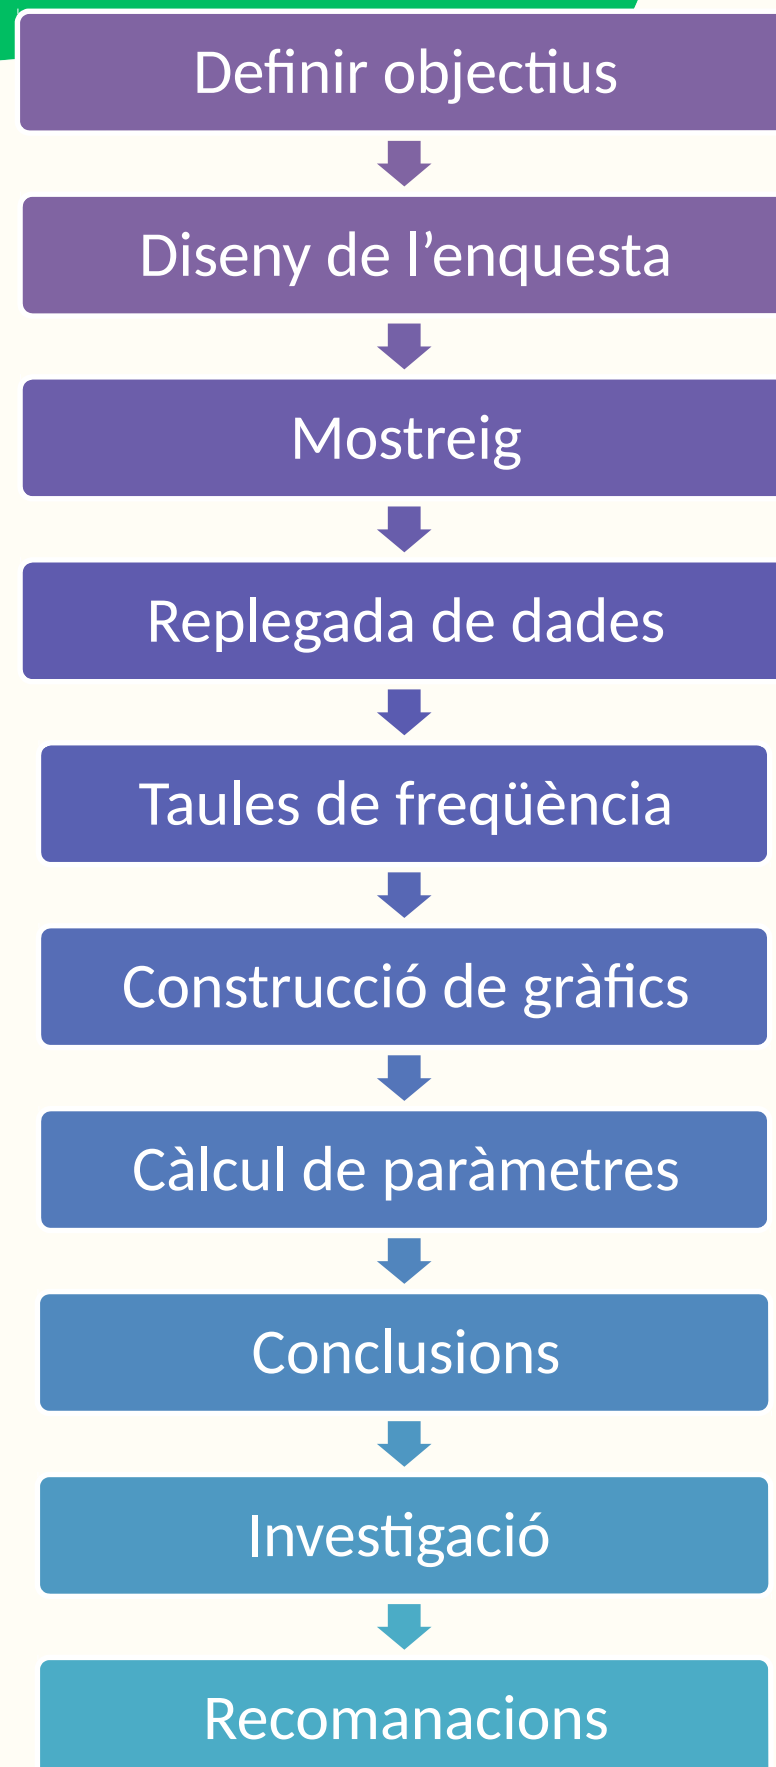 Definir objectius
Diseny de l’enquesta
Mostreig
Replegada de dades
Taules de freqüència
Construcció de gràfics
Càlcul de paràmetres
Conclusions
Investigació
Recomanacions